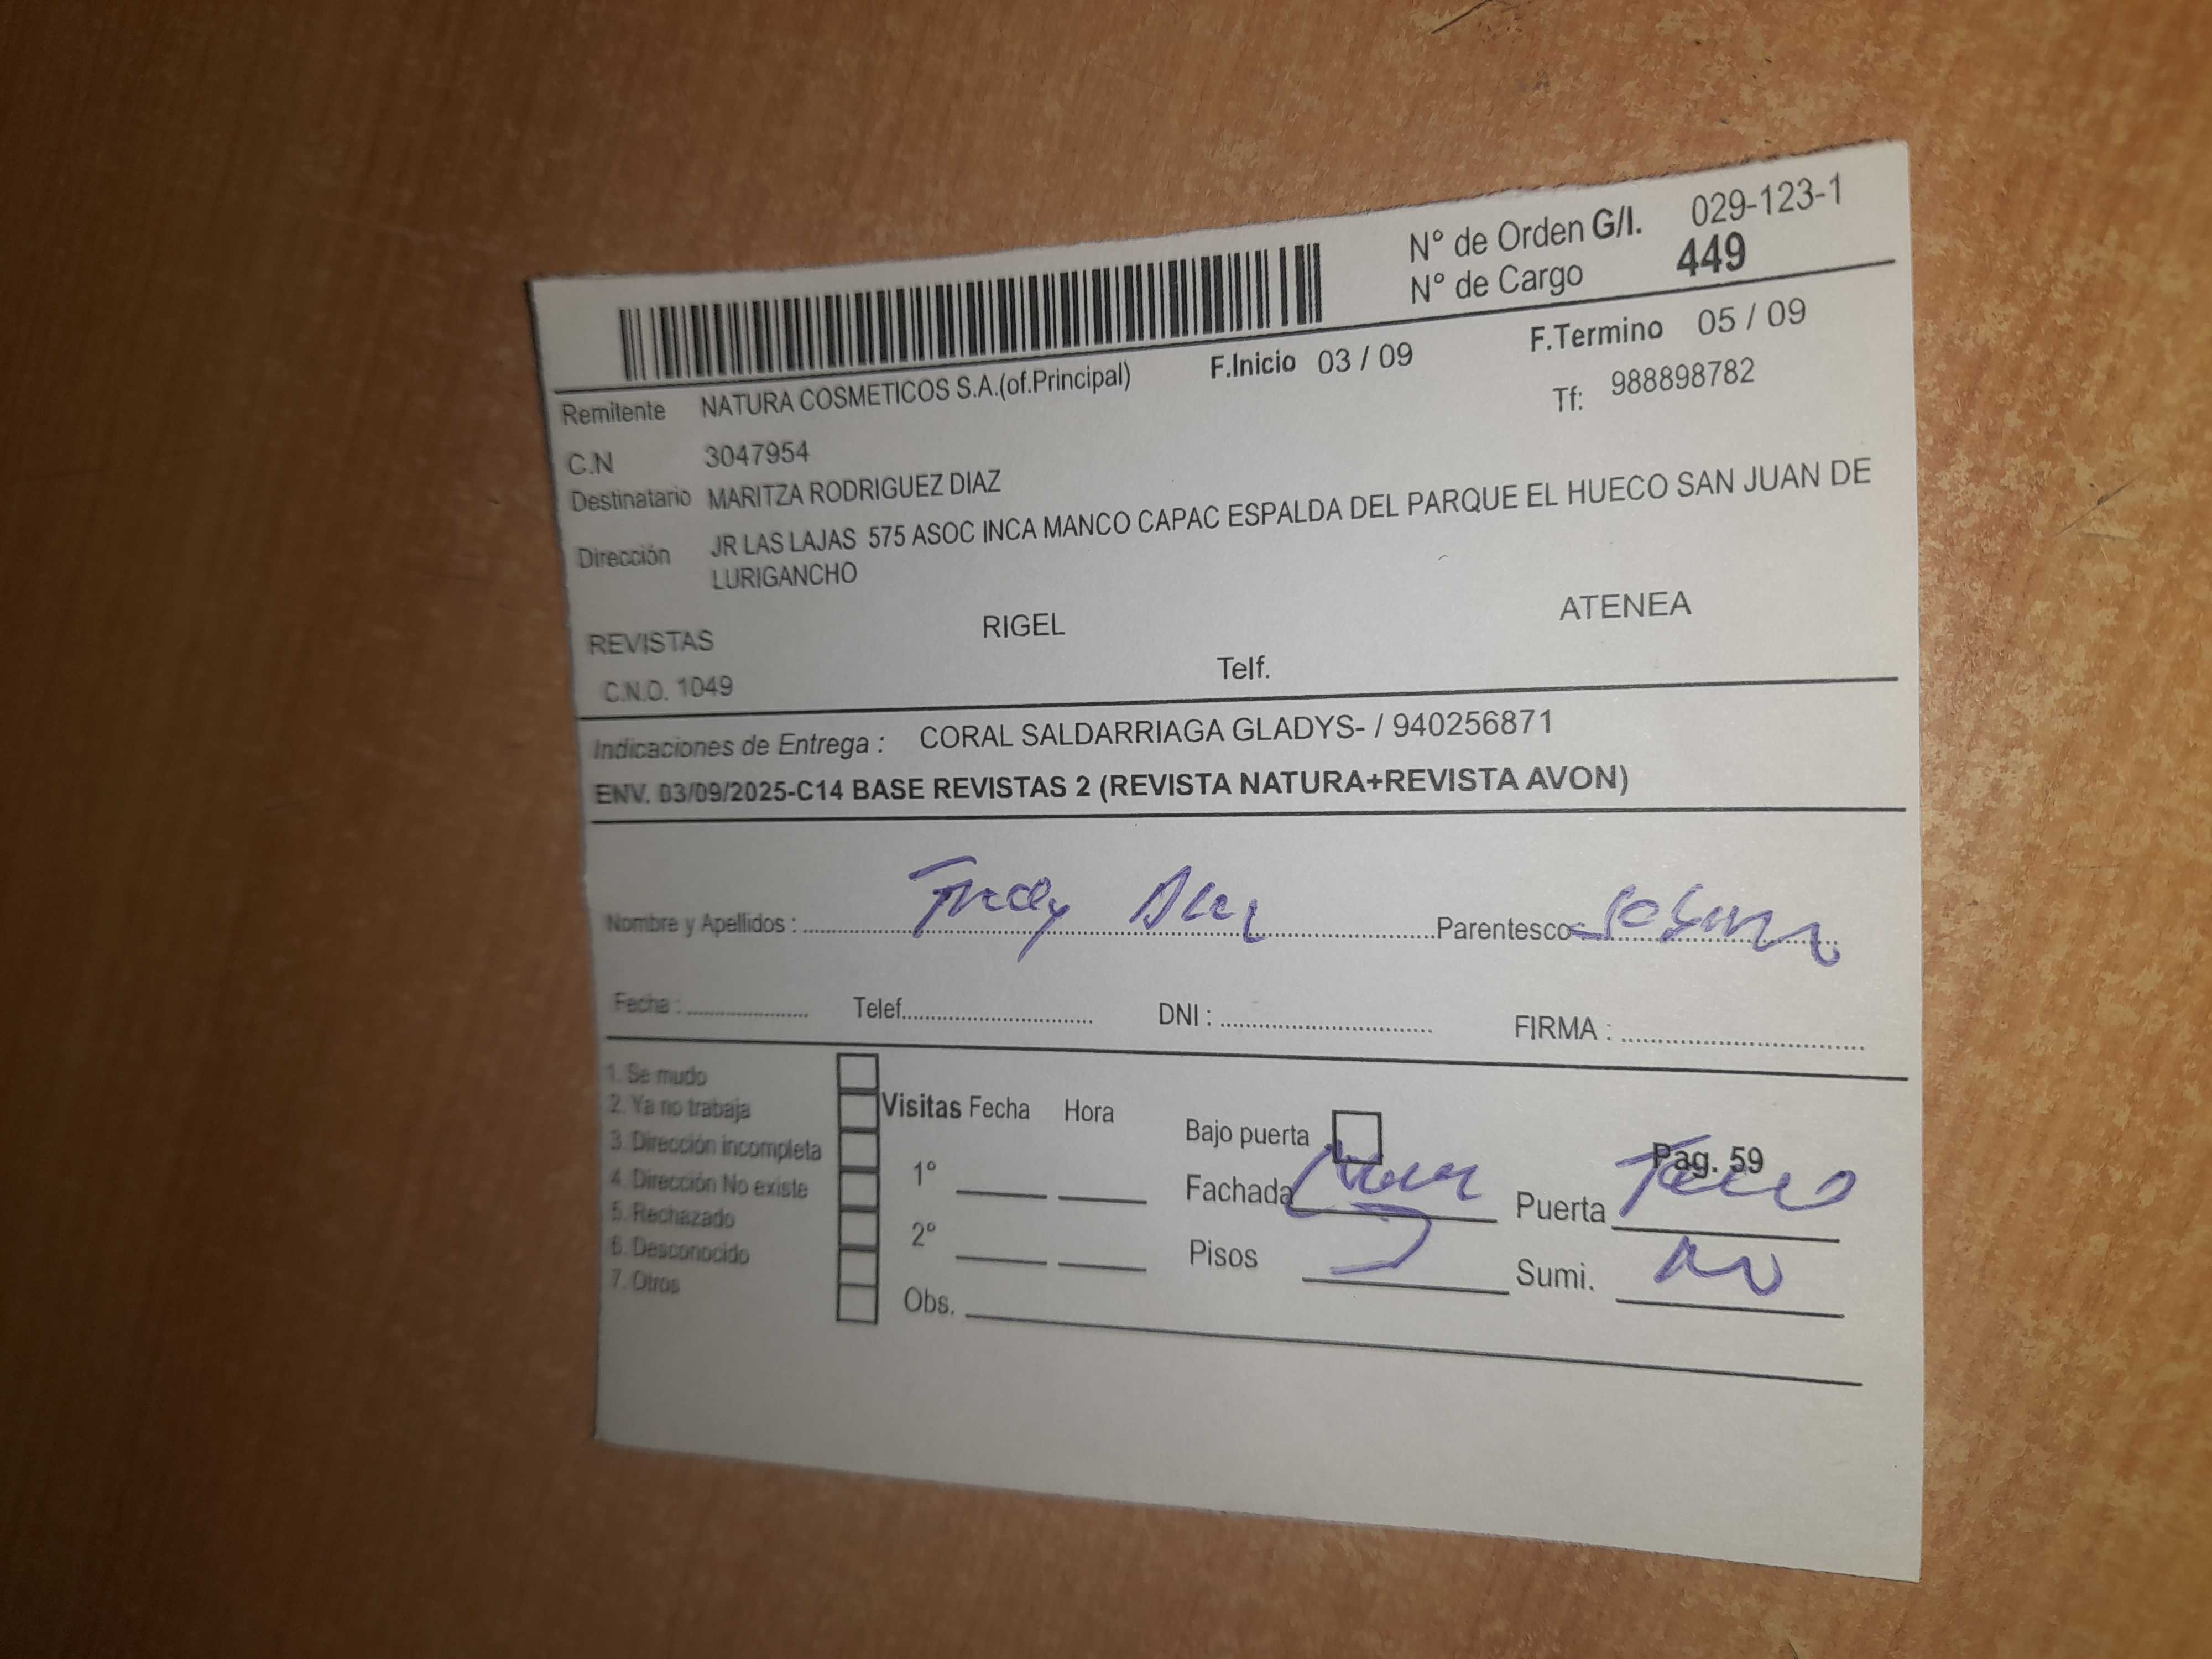 N° de Orden G/I. 029-123-1
N° de Cargo 449
F.Inicio 03 / 09 F.Termino 05 / 09
Remitente NATURA COSMETICOS S.A.(of.Principal)
Tf: 988898782
C.N 3047954
Destinatario MARITZA RODRIGUEZ DIAZ
Dirección JR LAS LAJAS 575 ASOC INCA MANCO CAPAC ESPALDA DEL PARQUE EL HUECO SAN JUAN DE
LURIGANCHO
REVISTAS RIGEL ATENEA
C.N.O. 1049 Telf.
Indicaciones de Entrega : CORAL SALDARRIAGA GLADYS- / 940256871
ENV. 03/09/2025-C14 BASE REVISTAS 2 (REVISTA NATURA+REVISTA AVON)
Nombre y Apellidos : Parentesco
Fecha : Telef. DNI : FIRMA :
1. Se mudo
2. Ya no trabaja
3. Dirección incompleta
4. Dirección No existe
5. Rechazado
6. Desconocido
7. Otros
Visitas Fecha Hora
1°
2°
Obs.
Bajo puerta Pag. 59
Fachada Puerta
Pisos Sumi. no